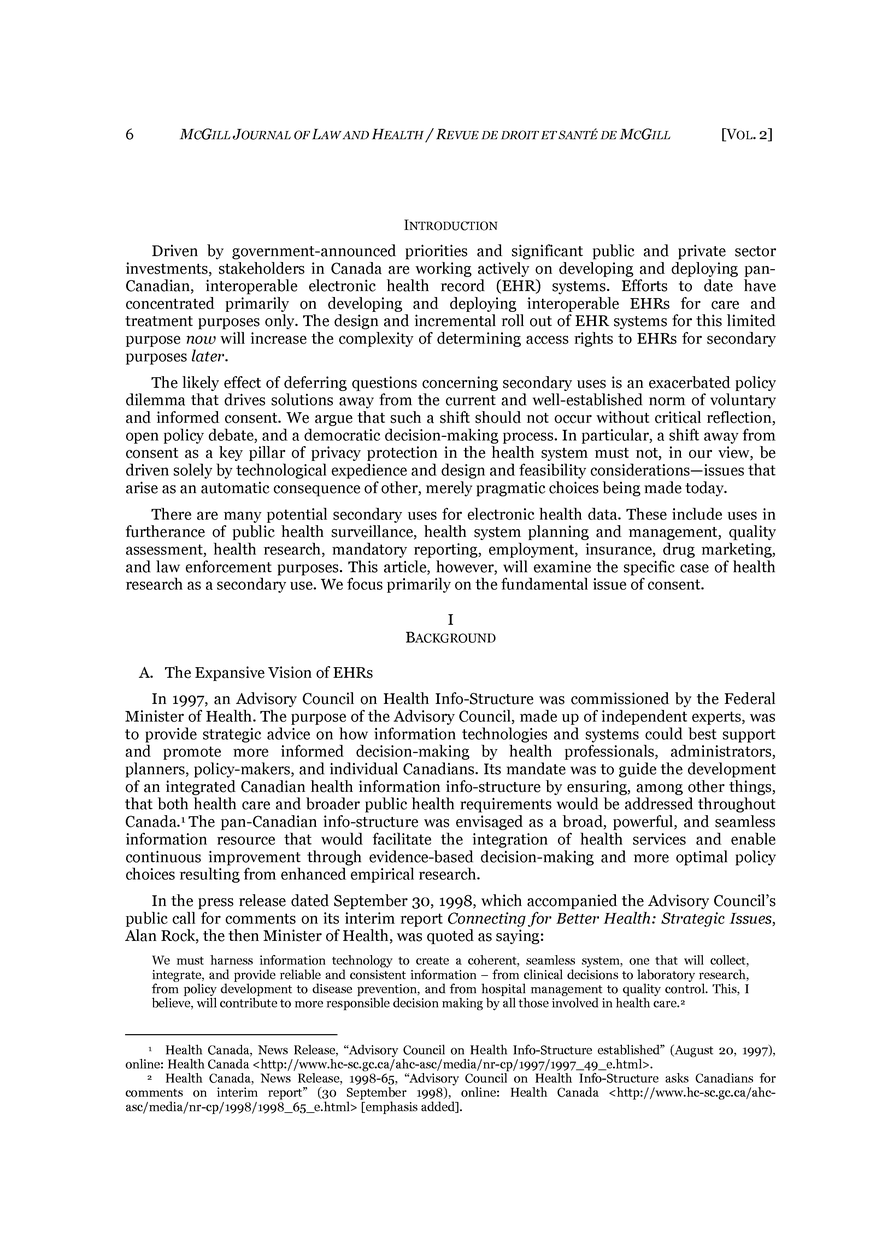 6 MCGILL JOURNAL OF LAW AND HEALTH / REVUE DE DROIT ET SANTÉ DE MCGILL [VOL. 2]
INTRODUCTION
Driven by government-announced priorities and significant public and private sector
investments, stakeholders in Canada are working actively on developing and deploying pan-
Canadian, interoperable electronic health record (EHR) systems. Efforts to date have
concentrated primarily on developing and deploying interoperable EHRs for care and
treatment purposes only. The design and incremental roll out of EHR systems for this limited
purpose now will increase the complexity of determining access rights to EHRs for secondary
purposes later.
The likely effect of deferring questions concerning secondary uses is an exacerbated policy
dilemma that drives solutions away from the current and well-established norm of voluntary
and informed consent. We argue that such a shift should not occur without critical reflection,
open policy debate, and a democratic decision-making process. In particular, a shift away from
consent as a key pillar of privacy protection in the health system must not, in our view, be
driven solely by technological expedience and design and feasibility considerations—issues that
arise as an automatic consequence of other, merely pragmatic choices being made today.
There are many potential secondary uses for electronic health data. These include uses in
furtherance of public health surveillance, health system planning and management, quality
assessment, health research, mandatory reporting, employment, insurance, drug marketing,
and law enforcement purposes. This article, however, will examine the specific case of health
research as a secondary use. We focus primarily on the fundamental issue of consent.
I
BACKGROUND
A. The Expansive Vision of EHRs
In 1997, an Advisory Council on Health Info-Structure was commissioned by the Federal
Minister of Health. The purpose of the Advisory Council, made up of independent experts, was
to provide strategic advice on how information technologies and systems could best support
and promote more informed decision-making by health professionals, administrators,
planners, policy-makers, and individual Canadians. Its mandate was to guide the development
of an integrated Canadian health information info-structure by ensuring, among other things,
that both health care and broader public health requirements would be addressed throughout
Canada.¹ The pan-Canadian info-structure was envisaged as a broad, powerful, and seamless
information resource that would facilitate the integration of health services and enable
continuous improvement through evidence-based decision-making and more optimal policy
choices resulting from enhanced empirical research.
In the press release dated September 30, 1998, which accompanied the Advisory Council’s
public call for comments on its interim report Connecting for Better Health: Strategic Issues,
Alan Rock, the then Minister of Health, was quoted as saying:
We must harness information technology to create a coherent, seamless system, one that will collect,
integrate, and provide reliable and consistent information – from clinical decisions to laboratory research,
from policy development to disease prevention, and from hospital management to quality control. This, I
believe, will contribute to more responsible decision making by all those involved in health care.²
¹ Health Canada, News Release, “Advisory Council on Health Info-Structure established” (August 20, 1997),
online: Health Canada <http://www.hc-sc.gc.ca/ahc-asc/media/nr-cp/1997/1997_49_e.html>.
² Health Canada, News Release, 1998-65, “Advisory Council on Health Info-Structure asks Canadians for
comments on interim report” (30 September 1998), online: Health Canada <http://www.hc-sc.gc.ca/ahc-
asc/media/nr-cp/1998/1998_65_e.html> [emphasis added].